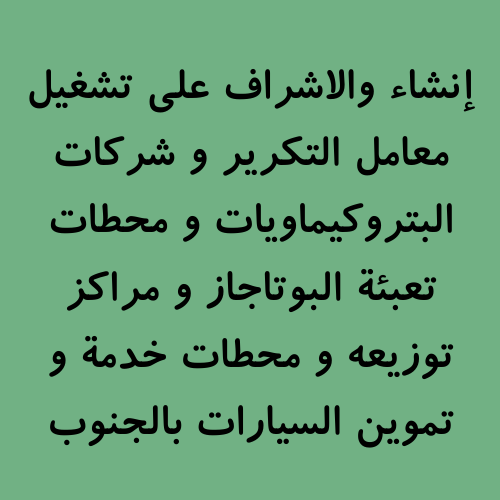 إنشاء والاشراف على تشغيل
معامل التكرير و شركات
البتروكيماويات و محطات
تعبئة البوتاجاز و مراكز
توزيعه و محطات خدمة و
تموين السيارات بالجنوب